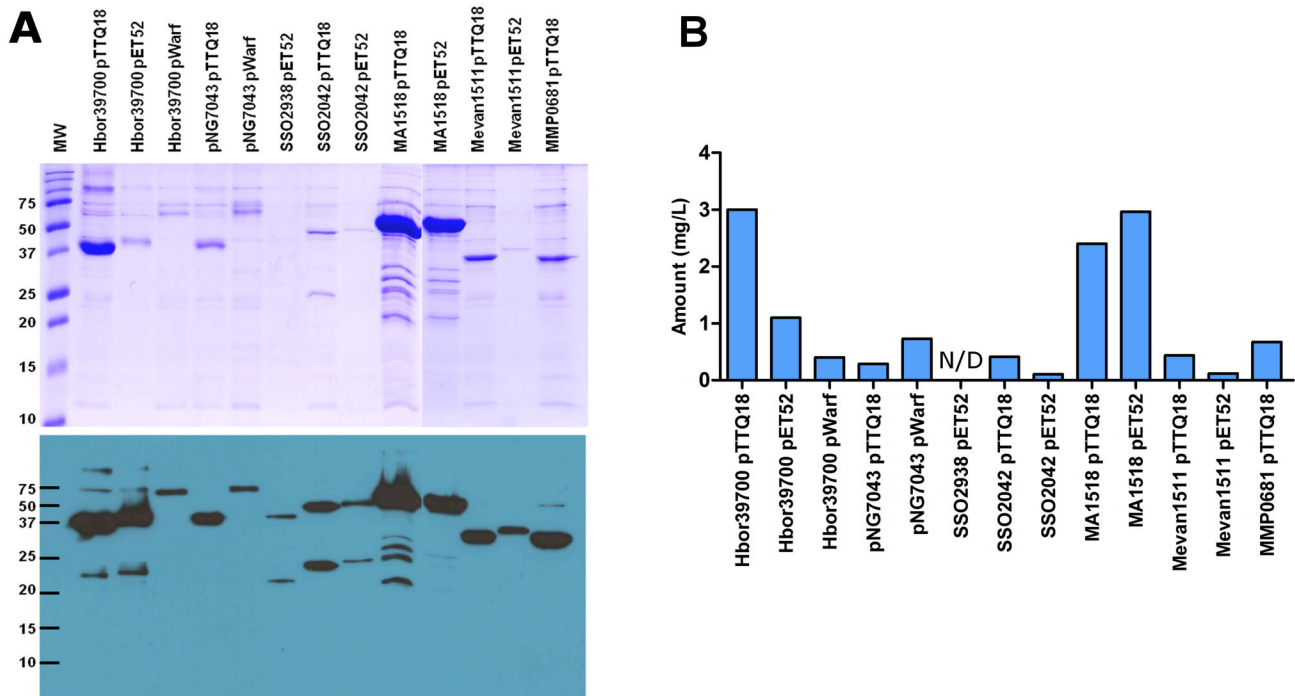 A
MW
Hbor39700 pTTQ18
Hbor39700 pET52
Hbor39700 pWarf
pNG7043 pTTQ18
pNG7043 pWarf
SSO2938 pET52
SSO2042 pTTQ18
SSO2042 pET52
MA1518 pTTQ18
MA1518 pET52
Mevan1511 pTTQ18
Mevan1511 pET52
MMP0681 pTTQ18
75
50
37
25
20
15
10
75
50
37
25
20
15
10
B
Amount (mg/L)
4
3
2
1
0
N/D
Hbor39700 pTTQ18
Hbor39700 pET52
Hbor39700 pWarf
pNG7043 pTTQ18
pNG7043 pWarf
SSO2938 pET52
SSO2042 pTTQ18
SSO2042 pET52
MA1518 pTTQ18
MA1518 pET52
Mevan1511 pTTQ18
Mevan1511 pET52
MMP0681 pTTQ18